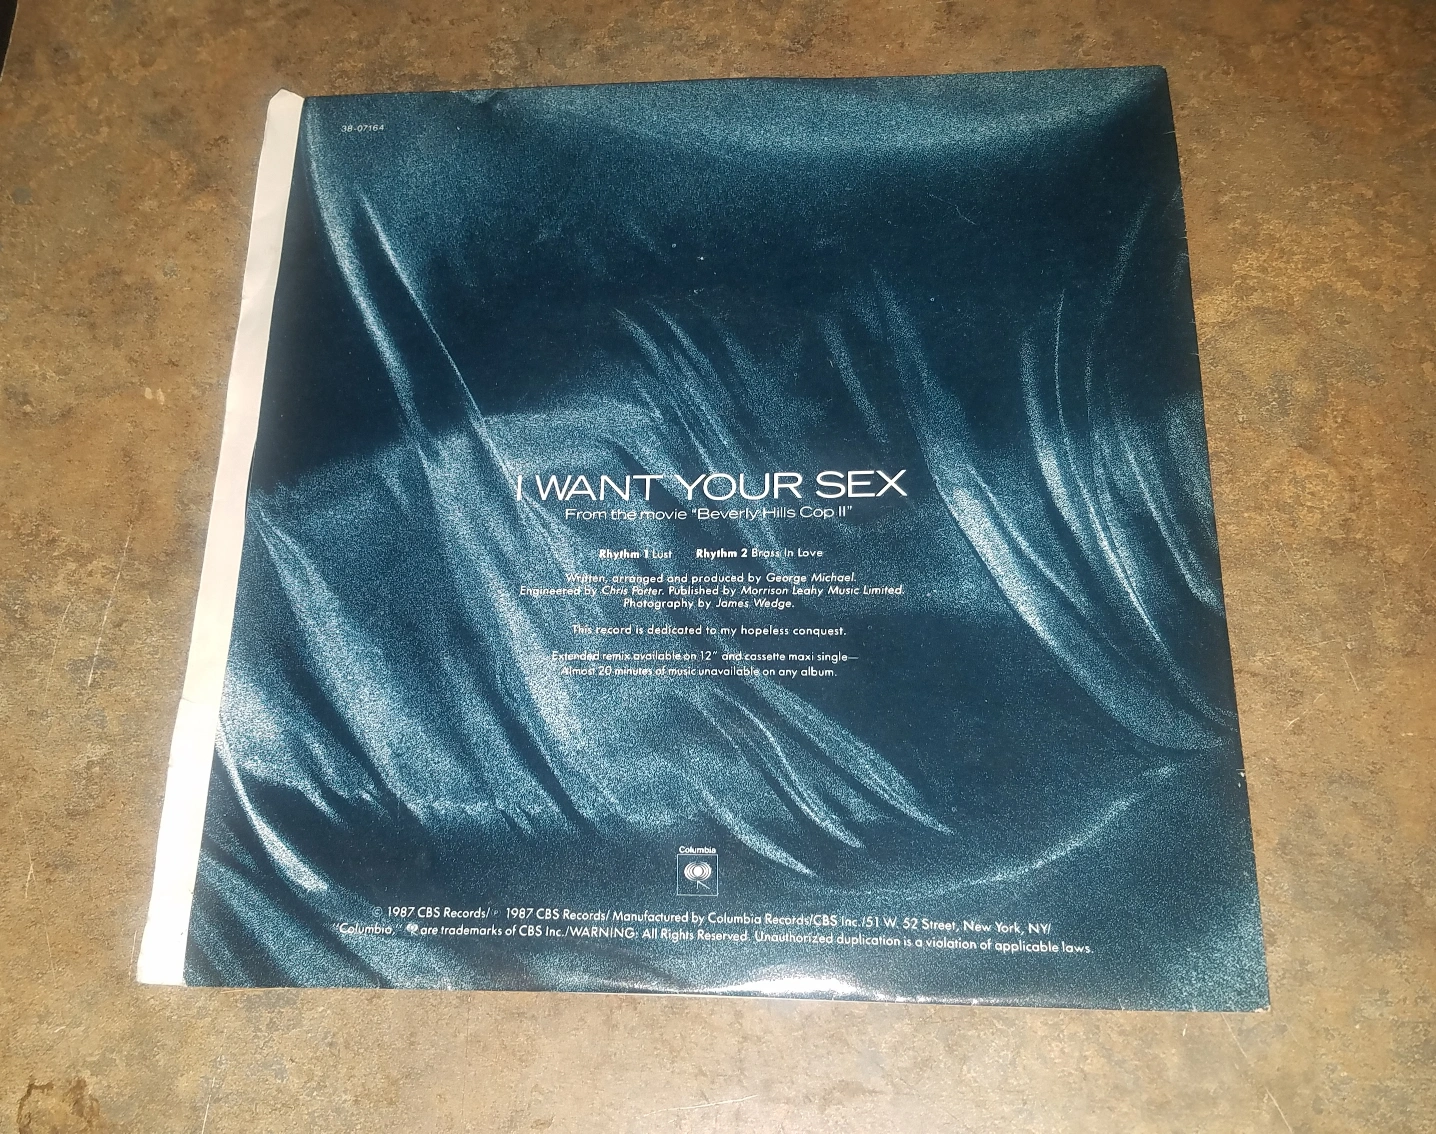 38-07164
I WANT YOUR SEX
From the movie "Beverly Hills Cop II"
Rhythm 1 Lust Rhythm 2 Brass In Love
Written, arranged and produced by George Michael.
Engineered by Chris Porter. Published by Morrison Leahy Music Limited.
Photography by James Wedge.
This record is dedicated to my hopeless conquest.
Extended remix available on 12" and cassette maxi single—
Almost 20 minutes of music unavailable on any album.
Columbia
© 1987 CBS Records/ ℗ 1987 CBS Records/ Manufactured by Columbia Records/CBS Inc./51 W. 52 Street, New York, NY/
"Columbia," are trademarks of CBS Inc./WARNING: All Rights Reserved. Unauthorized duplication is a violation of applicable laws.